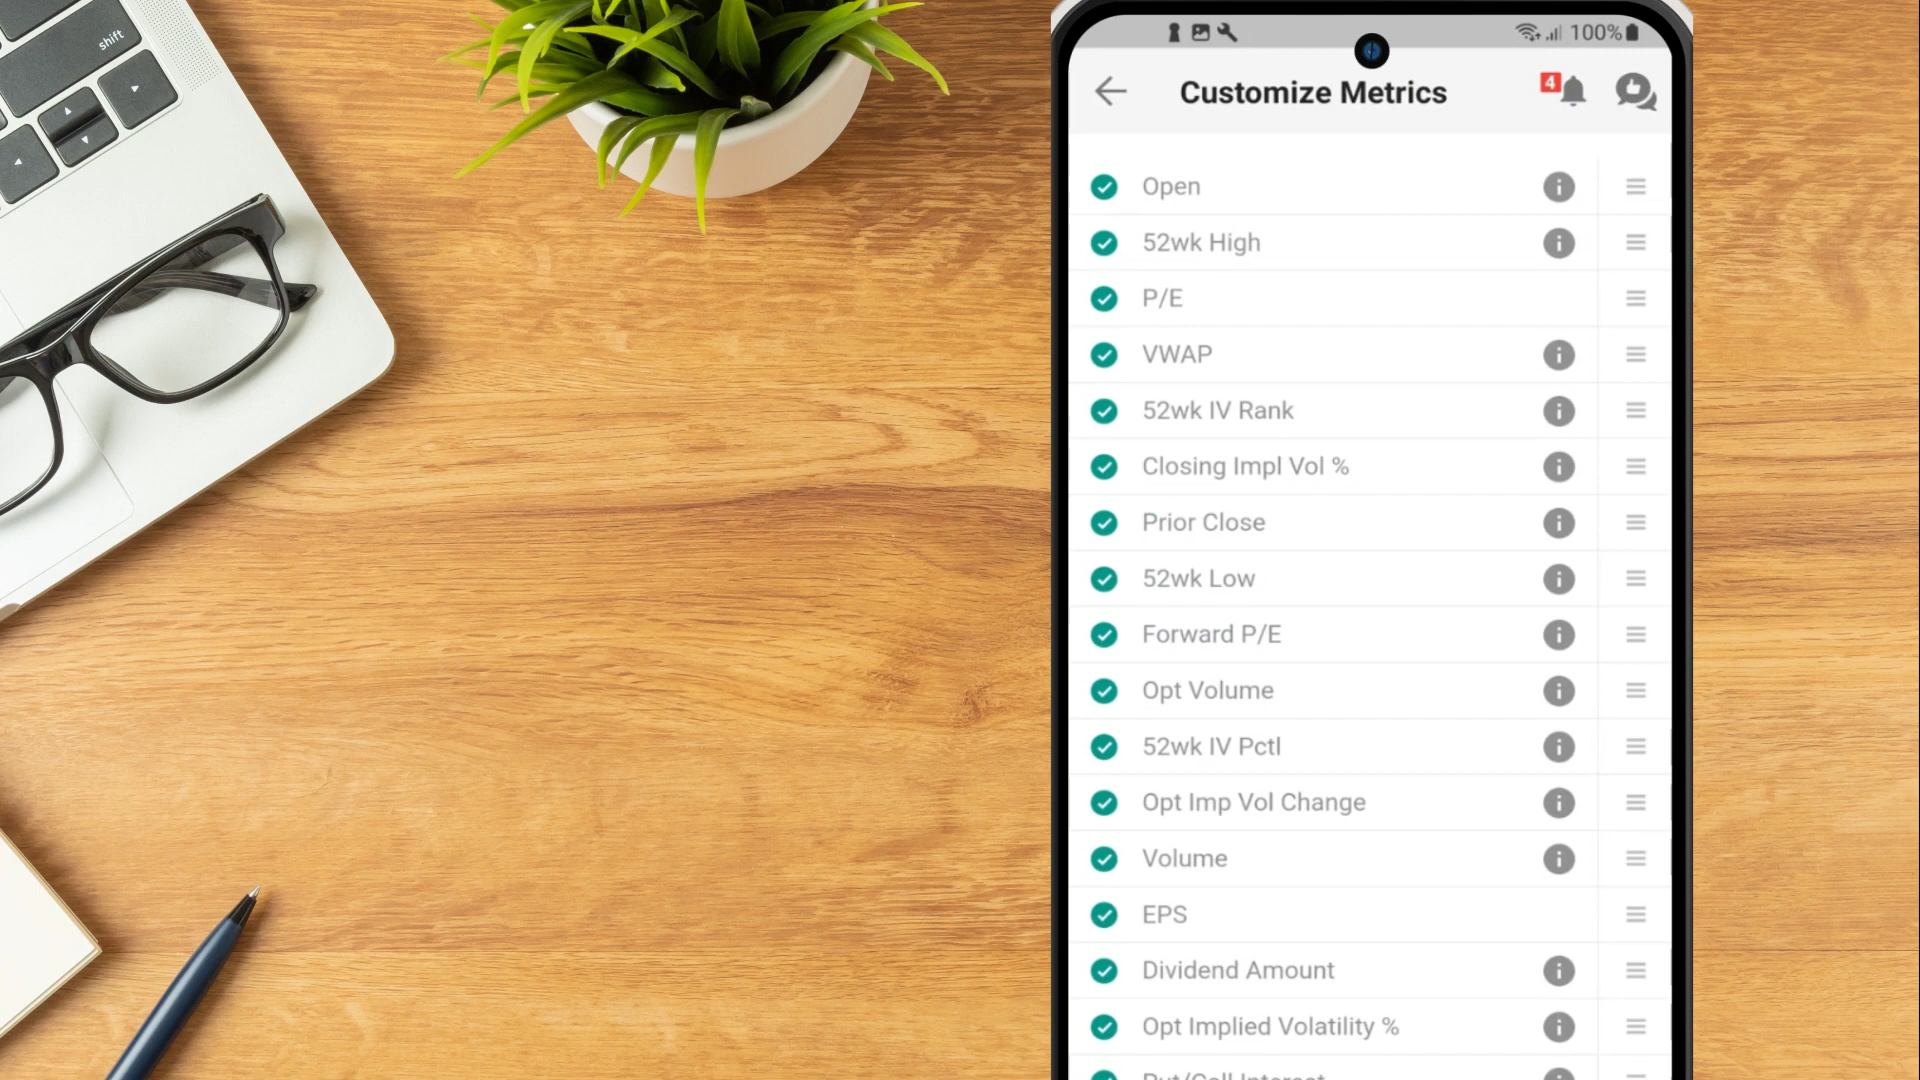 shift
100%
Customize Metrics
4
Open
52wk High
P/E
VWAP
52wk IV Rank
Closing Impl Vol %
Prior Close
52wk Low
Forward P/E
Opt Volume
52wk IV Pctl
Opt Imp Vol Change
Volume
EPS
Dividend Amount
Opt Implied Volatility %